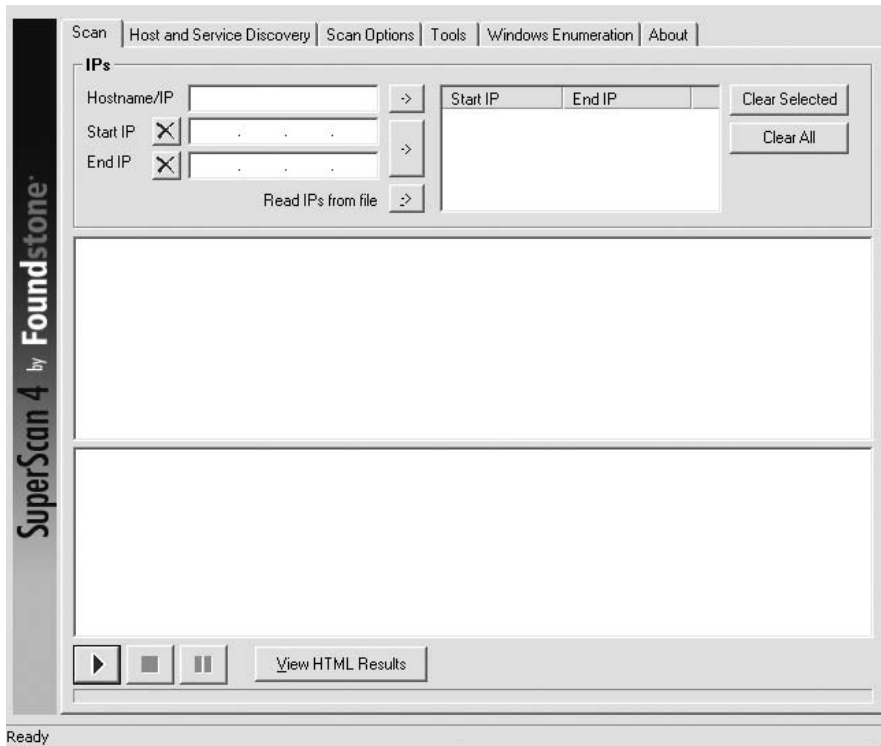 SuperScan 4 by Foundstone
Scan Host and Service Discovery Scan Options Tools Windows Enumeration About
IPs
Hostname/IP
->
Start IP
End IP
Clear Selected
Start IP
X
->
Clear All
End IP
X
Read IPs from file
->
View HTML Results
Ready